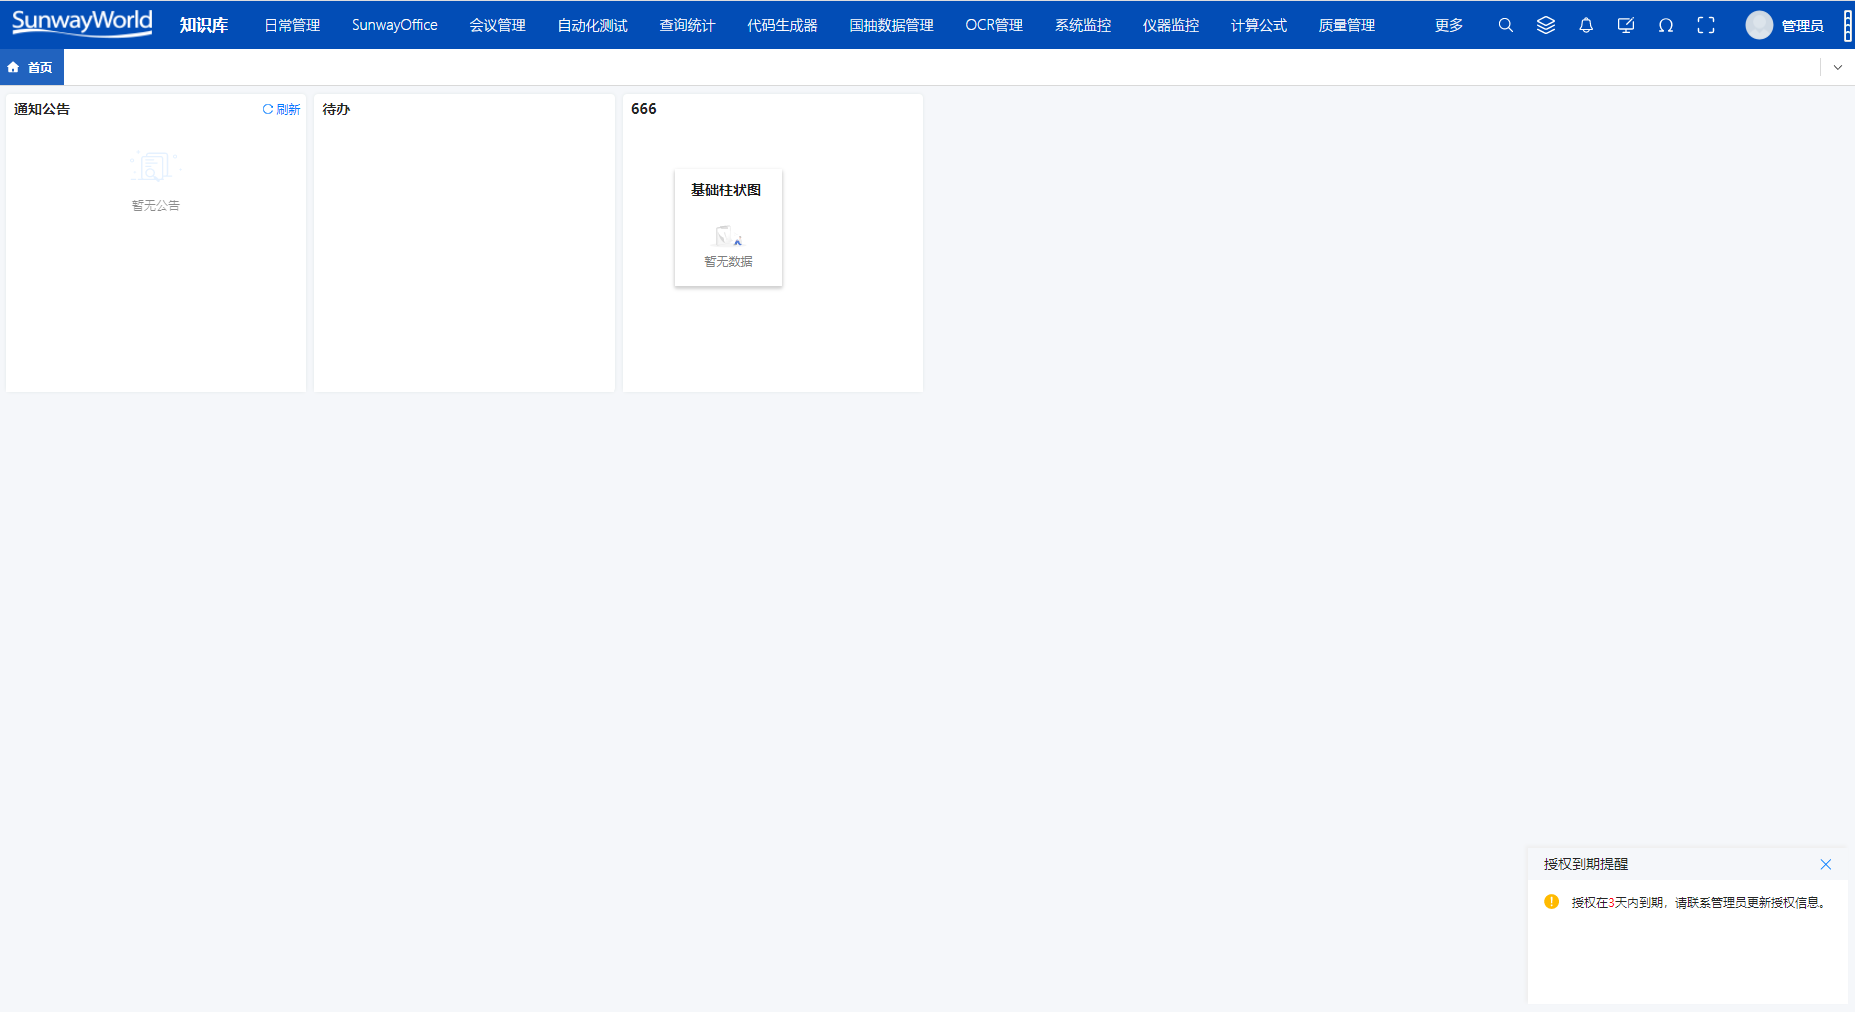 SunwayWorld 知识库 日常管理 SunwayOffice 会议管理 自动化测试 查询统计 代码生成器 国抽数据管理 OCR管理 系统监控 仪器监控 计算公式 质量管理 更多 管理员
首页
通知公告 刷新
暂无公告
待办
666
基础柱状图
暂无数据
授权到期提醒
授权在3天内到期，请联系管理员更新授权信息。